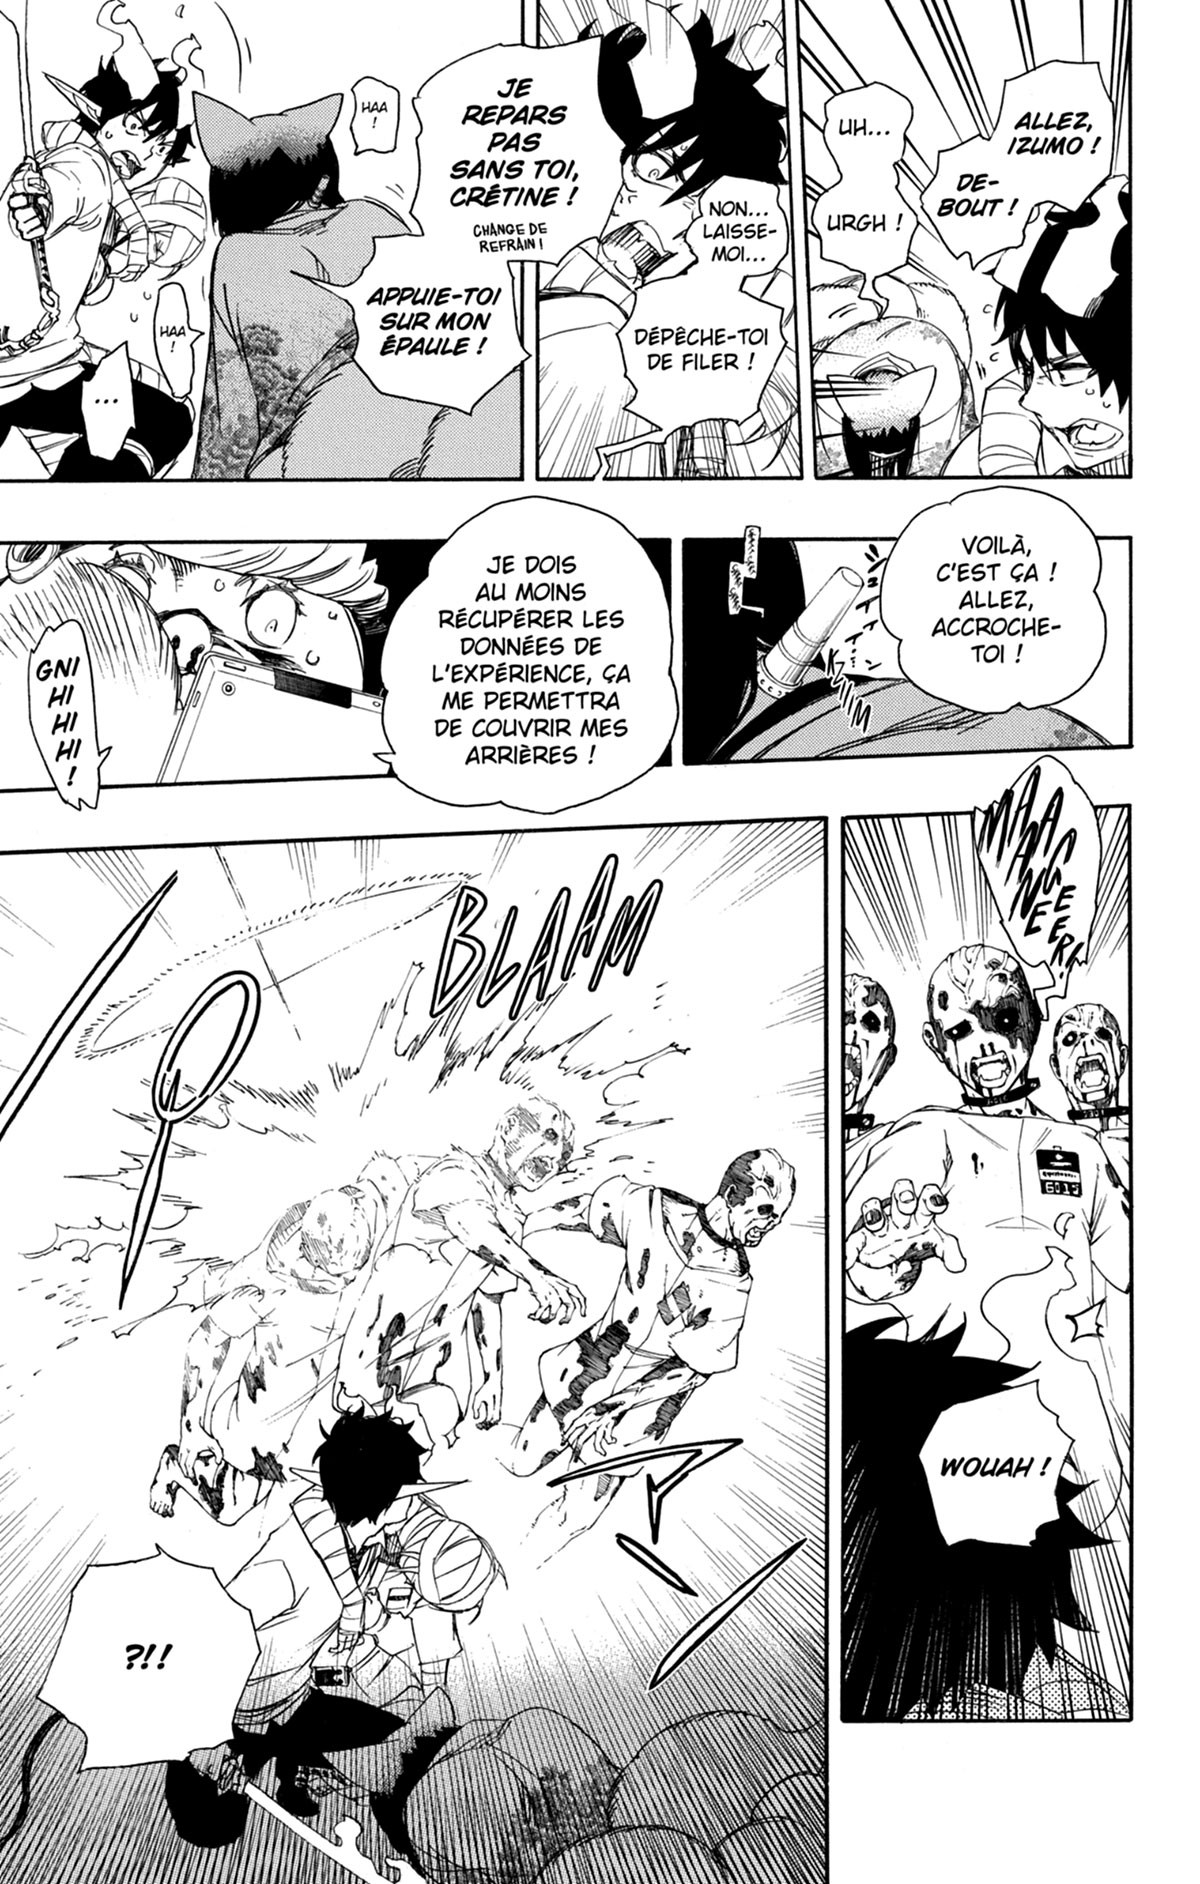 ALLEZ,
IZUMO !
DE-
BOUT !
UH...
URGH !
JE
REPARS
PAS
SANS TOI,
CRÉTINE !
CHANGE DE
REFRAIN !
NON...
LAISSE-
MOI...
DÉPÊCHE-TOI
DE FILER !
APPUIE-TOI
SUR MON
ÉPAULE !
HAA
!
HAA
!
...
VOILÀ,
C'EST ÇA !
ALLEZ,
ACCROCHE-
TOI !
JE DOIS
AU MOINS
RÉCUPÉRER LES
DONNÉES DE
L'EXPÉRIENCE, ÇA
ME PERMETTRA
DE COUVRIR MES
ARRIÈRES !
GNI
HI
HI
HI !
WOUAH !
BLAAM
?!!